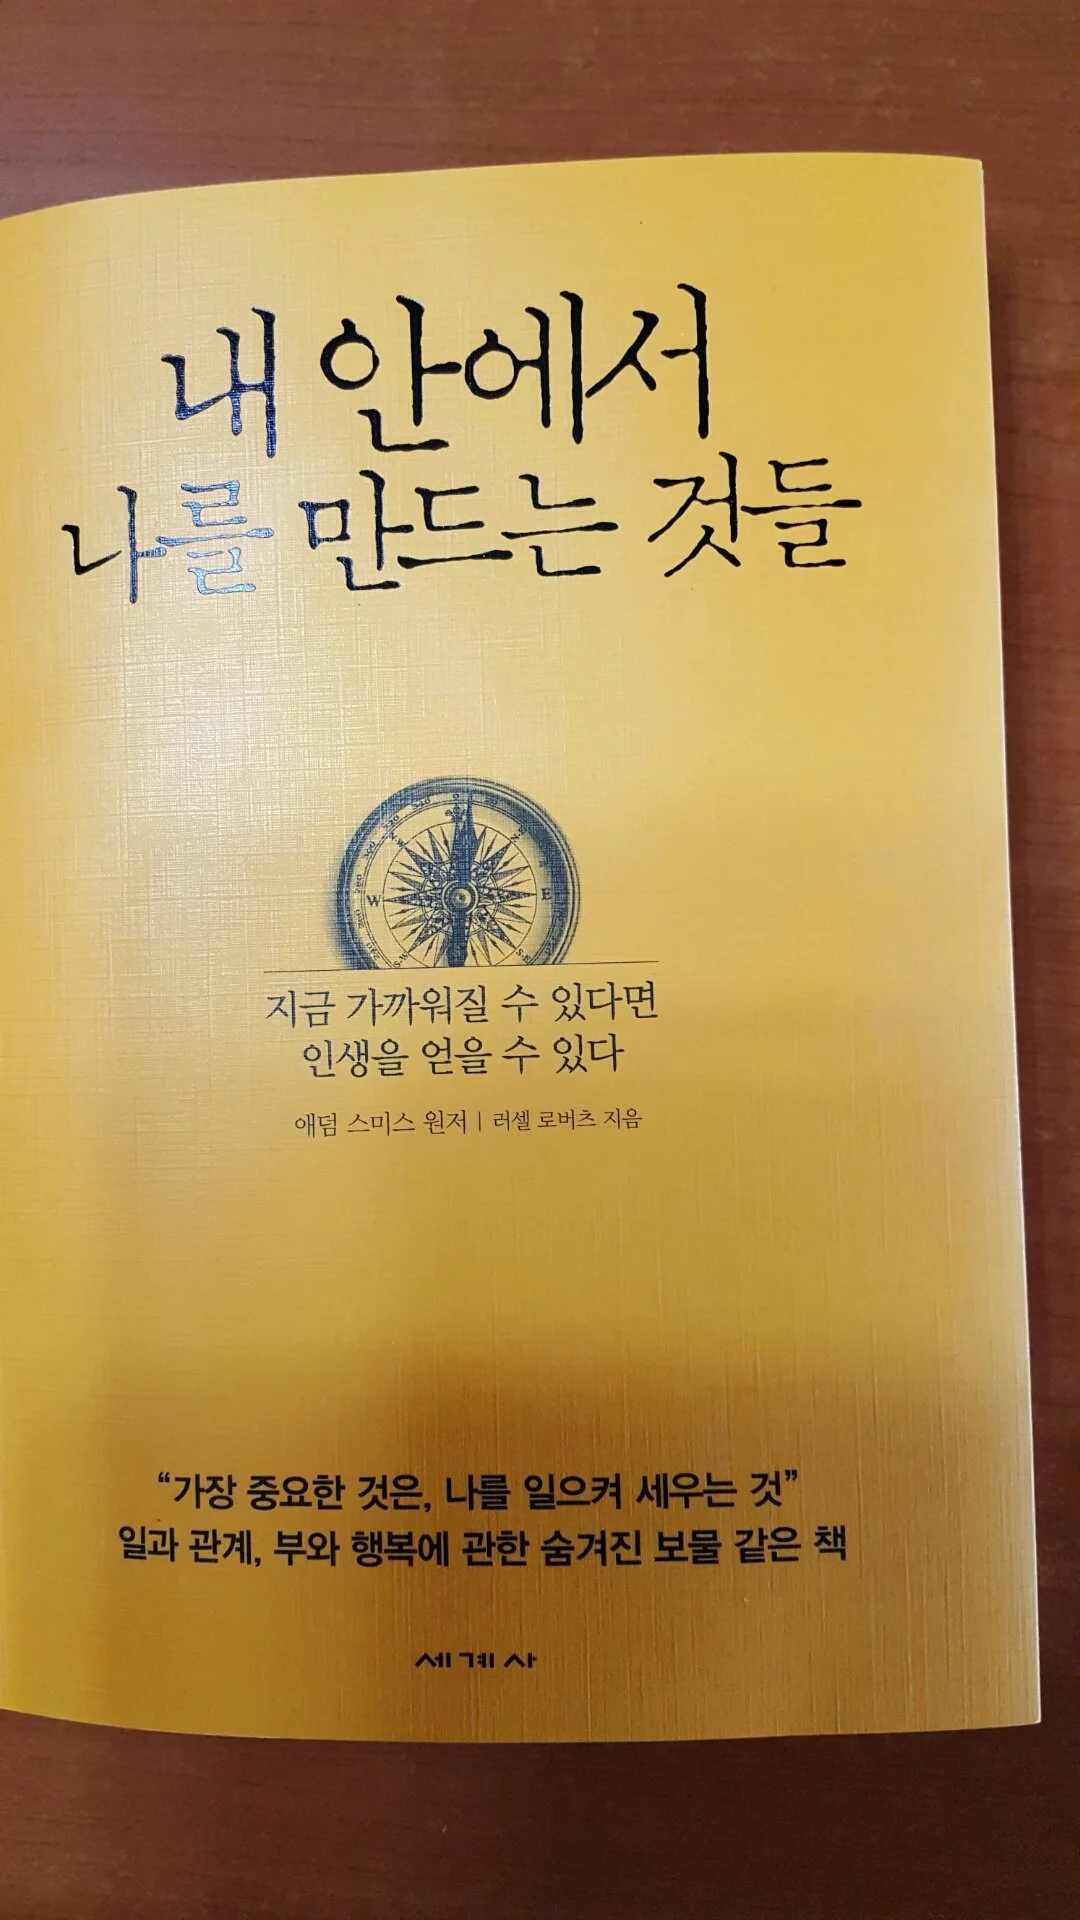 내 안에서
나를 만드는 것들
W
E
지금 가까워질 수 있다면
인생을 얻을 수 있다
애덤 스미스 원저 | 러셀 로버츠 지음
“가장 중요한 것은, 나를 일으켜 세우는 것”
일과 관계, 부와 행복에 관한 숨겨진 보물 같은 책
세계사